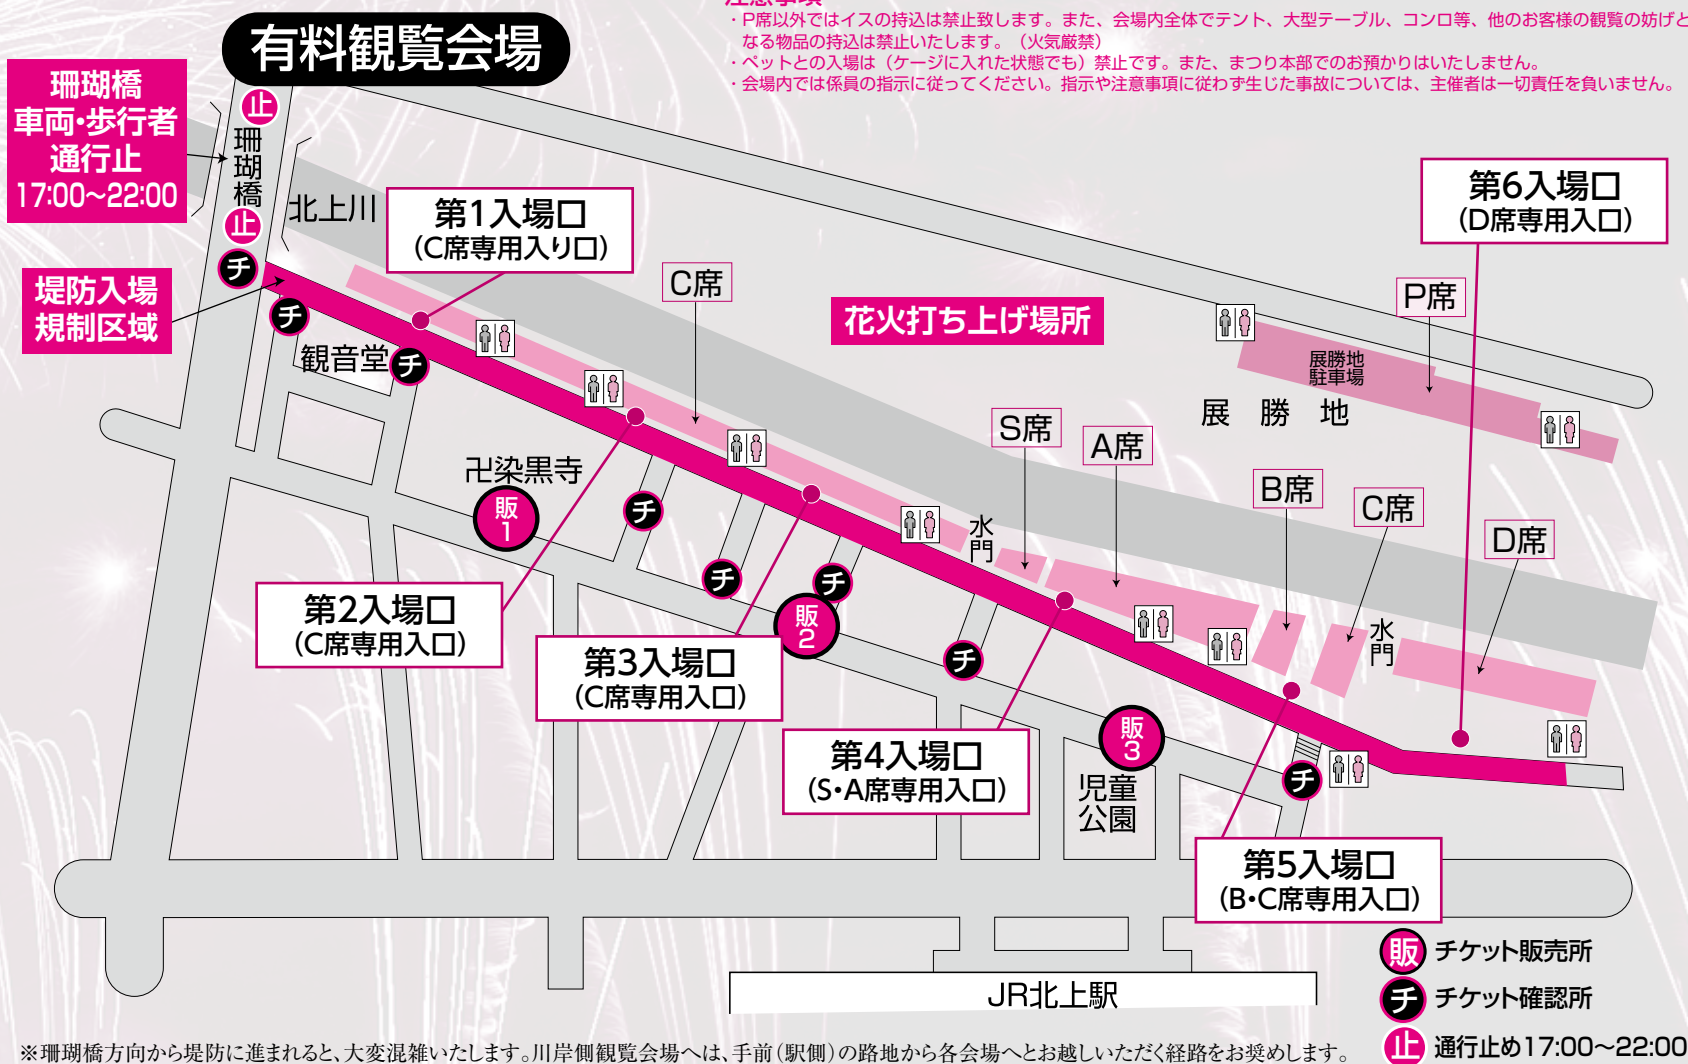 有料観覧会場
注意事項
・P席以外ではイスの持込は禁止致します。また、会場内全体でテント、大型テーブル、コンロ等、他のお客様の観覧の妨げと
なる物品の持込は禁止いたします。（火気厳禁）
・ペットとの入場は（ケージに入れた状態でも）禁止です。また、まつり本部でのお預かりはいたしません。
・会場内では係員の指示に従ってください。指示や注意事項に従わず生じた事故については、主催者は一切責任を負いません。
珊瑚橋
車両・歩行者
通行止
17:00〜22:00
止
珊瑚橋
止
チ
北上川
第1入場口
(C席専用入り口)
第6入場口
(D席専用入口)
堤防入場
規制区域
チ
観音堂
チ
C席
花火打ち上げ場所
P席
展勝地
駐車場
展勝地
S席
A席
B席
C席
D席
卍染黒寺
販
1
チ
水門
チ
チ
販
2
水門
第2入場口
(C席専用入口)
第3入場口
(C席専用入口)
チ
第4入場口
(S・A席専用入口)
販
3
児童
公園
チ
第5入場口
(B・C席専用入口)
JR北上駅
販 チケット販売所
チ チケット確認所
止 通行止め17:00〜22:00
※珊瑚橋方向から堤防に進まれると、大変混雑いたします。川岸側観覧会場へは、手前(駅側)の路地から各会場へとお越しいただく経路をお奨めします。